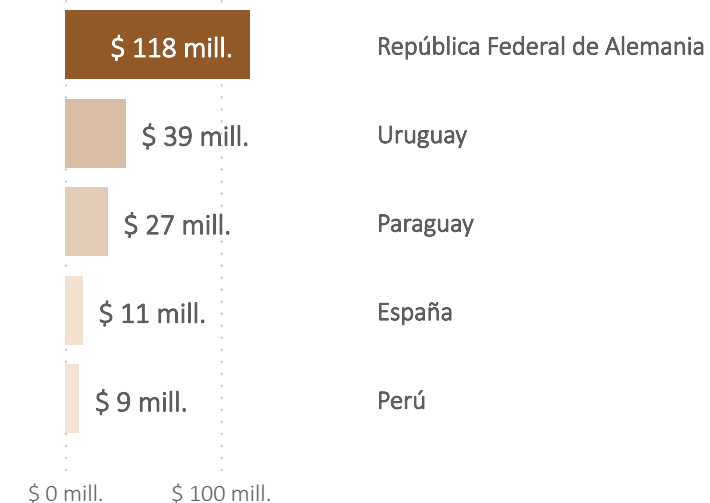 $ 118 mill. República Federal de Alemania
$ 39 mill. Uruguay
$ 27 mill. Paraguay
$ 11 mill. España
$ 9 mill. Perú
$ 0 mill. $ 100 mill.